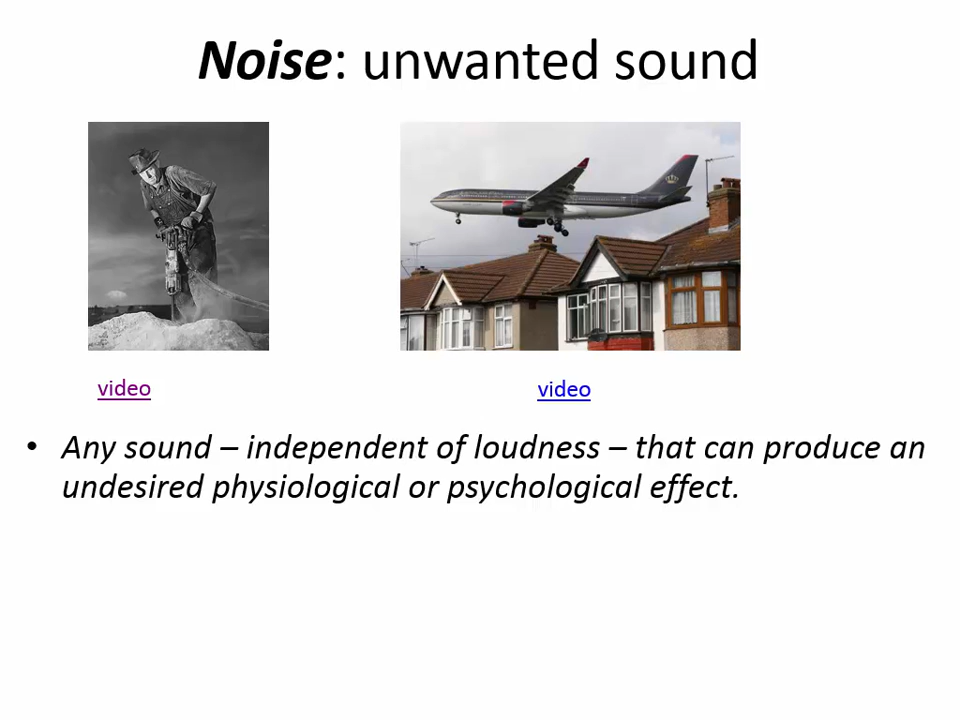 Noise: unwanted sound
video
video
• Any sound – independent of loudness – that can produce an
undesired physiological or psychological effect.